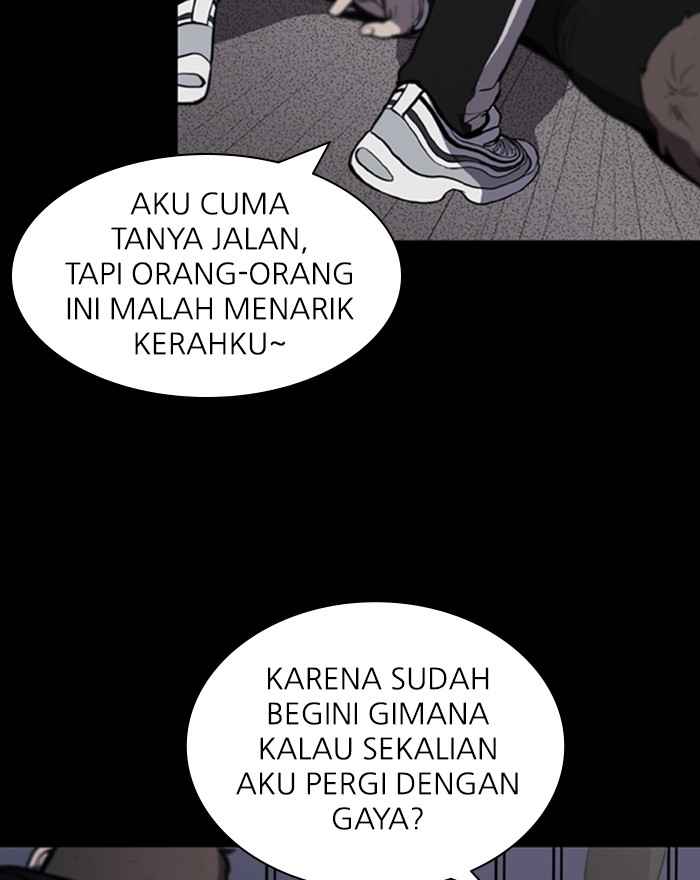 AKU CUMA
TANYA JALAN,
TAPI ORANG-ORANG
INI MALAH MENARIK
KERAHKU~
KARENA SUDAH
BEGINI GIMANA
KALAU SEKALIAN
AKU PERGI DENGAN
GAYA?